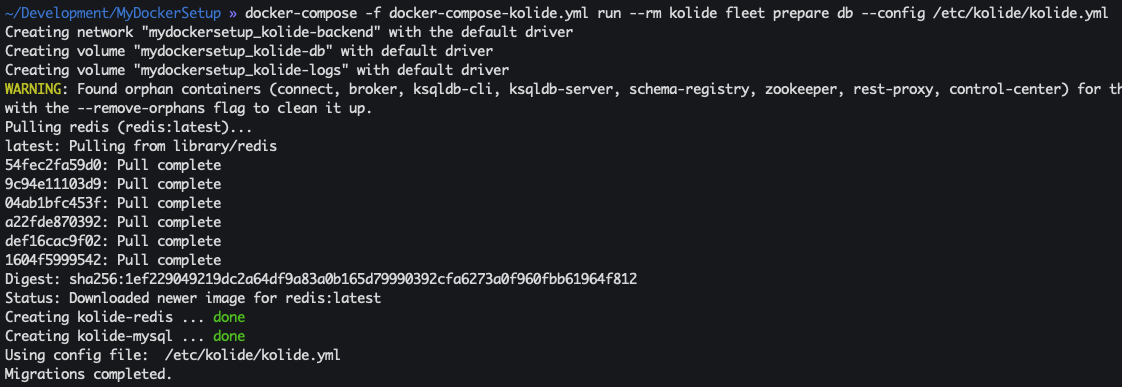 ~/Development/MyDockerSetup » docker-compose -f docker-compose-kolide.yml run --rm kolide fleet prepare db --config /etc/kolide/kolide.yml
Creating network "mydockersetup_kolide-backend" with the default driver
Creating volume "mydockersetup_kolide-db" with default driver
Creating volume "mydockersetup_kolide-logs" with default driver
WARNING: Found orphan containers (connect, broker, ksqldb-cli, ksqldb-server, schema-registry, zookeeper, rest-proxy, control-center) for th
with the --remove-orphans flag to clean it up.
Pulling redis (redis:latest)...
latest: Pulling from library/redis
54fec2fa59d0: Pull complete
9c94e11103d9: Pull complete
04ab1bfc453f: Pull complete
a22fde870392: Pull complete
def16cac9f02: Pull complete
1604f5999542: Pull complete
Digest: sha256:1ef229049219dc2a64df9a83a0b165d79990392cfa6273a0f960fbb61964f812
Status: Downloaded newer image for redis:latest
Creating kolide-redis ... done
Creating kolide-mysql ... done
Using config file:  /etc/kolide/kolide.yml
Migrations completed.